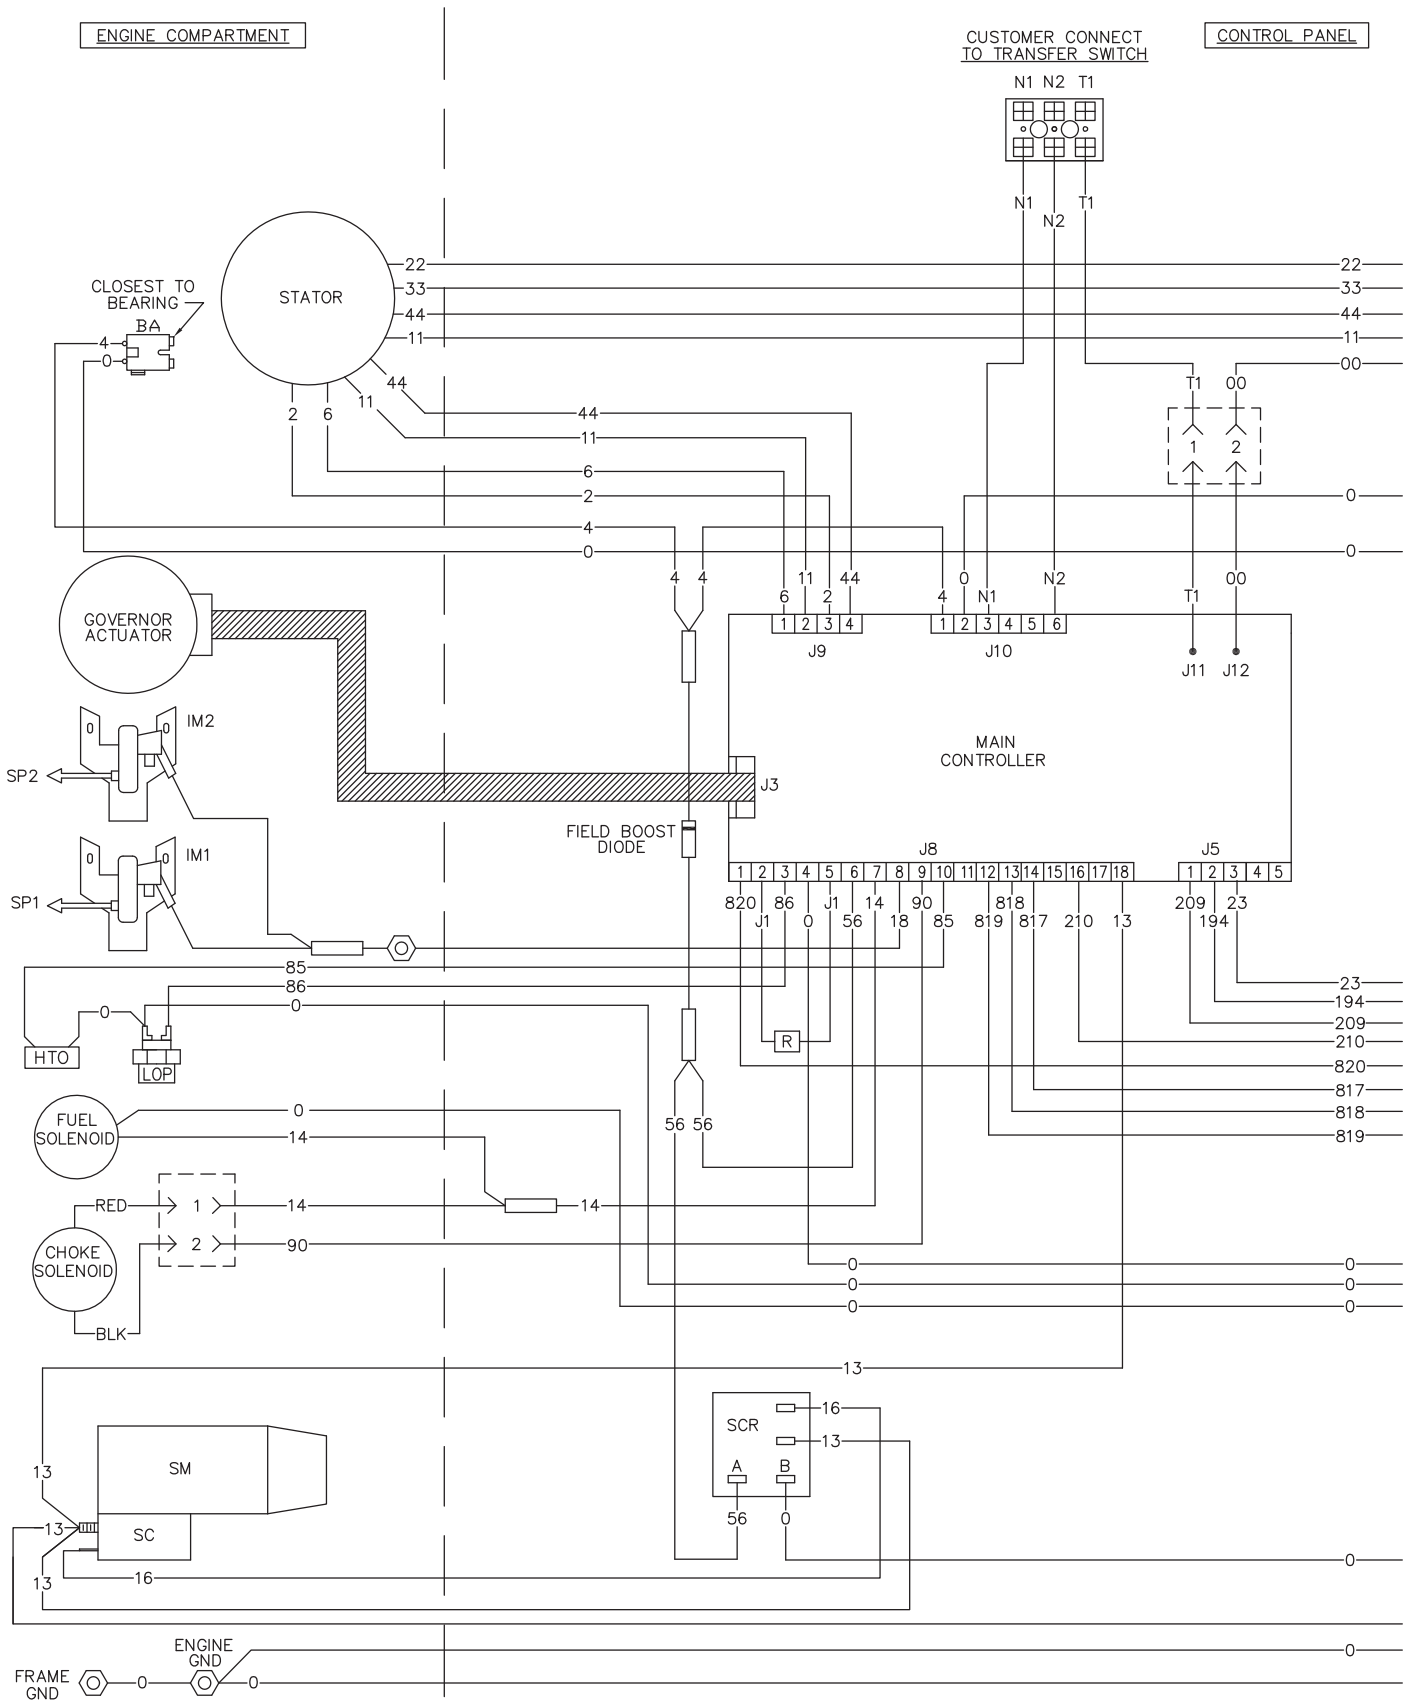 ENGINE COMPARTMENT
CUSTOMER CONNECT
TO TRANSFER SWITCH
CONTROL PANEL
N1 N2 T1
N1 N2 T1
STATOR
CLOSEST TO
BEARING
BA
4
0
22 22
33 33
44 44
11 11
00
2 6 11 44
44
11
6
2 0
4
0 0
T1 00
1 2
T1 00
4 4
6 11 2 44
4 0 N1 N2
1 2 3 4
1 2 3 4 5 6
J9 J10
J11 J12
GOVERNOR
ACTUATOR
MAIN
CONTROLLER
J3
IM2
SP2
IM1
SP1
FIELD BOOST
DIODE
J8 J5
1 2 3 4 5 6 7 8 9 10 11 12 13 14 15 16 17 18
1 2 3 4 5
820 J1 86 0 J1 56 14 18 90 85 819 818 817 210 13
209 194 23
85
86
0
0
HTO
LOP
R
23
194
209
210
820
817
818
819
FUEL
SOLENOID
0
14
56 56
RED 1 14 14
2 90
CHOKE
SOLENOID
BLK
0 0
0 0
0 0
13
SCR
16
13
A B
56 0
SM
SC
13
13
13
16
0
ENGINE
GND
FRAME
GND
0 0
0